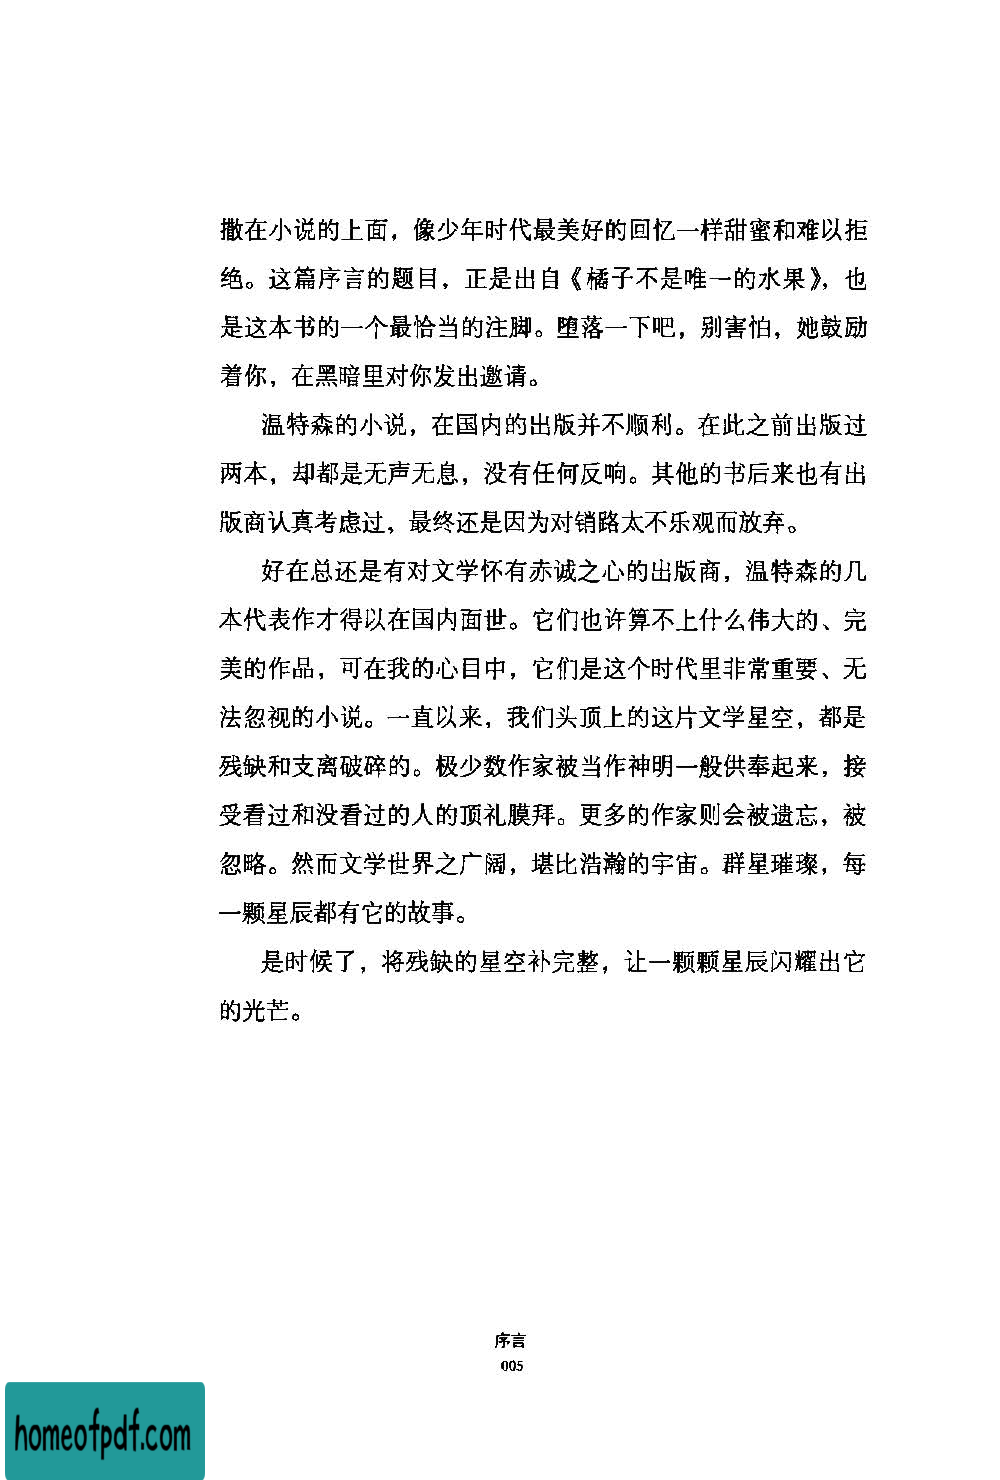 撒在小说的上面，像少年时代最美好的回忆一样甜蜜和难以拒
绝。这篇序言的题目，正是出自《橘子不是唯一的水果》，也
是这本书的一个最恰当的注脚。堕落一下吧，别害怕，她鼓励
着你，在黑暗里对你发出邀请。
温特森的小说，在国内的出版并不顺利。在此之前出版过
两本，却都是无声无息，没有任何反响。其他的书后来也有出
版商认真考虑过，最终还是因为对销路太不乐观而放弃。
好在总还是有对文学怀有赤诚之心的出版商，温特森的几
本代表作才得以在国内面世。它们也许算不上什么伟大的、完
美的作品，可在我的心目中，它们是这个时代里非常重要、无
法忽视的小说。一直以来，我们头顶上的这片文学星空，都是
残缺和支离破碎的。极少数作家被当作神明一般供奉起来，接
受看过和没看过的人的顶礼膜拜。更多的作家则会被遗忘，被
忽略。然而文学世界之广阔，堪比浩瀚的宇宙。群星璀璨，每
一颗星辰都有它的故事。
是时候了，将残缺的星空补完整，让一颗颗星辰闪耀出它
的光芒。
序言
005
homeofpdf.com